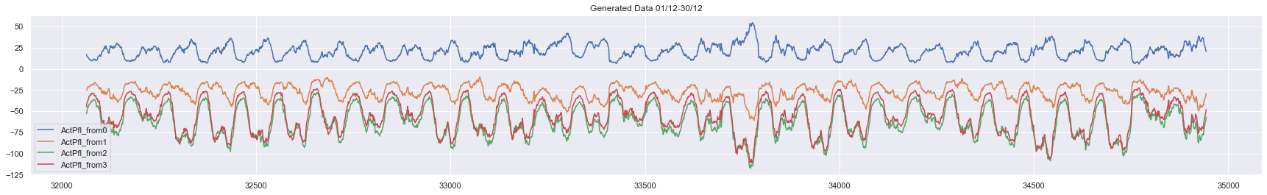 Generated Data 01/12-30/12
50
25
0
−25
−50
−75
−100
−125
ActPfl_from0
ActPfl_from1
ActPfl_from2
ActPfl_from3
32000 32500 33000 33500 34000 34500 35000